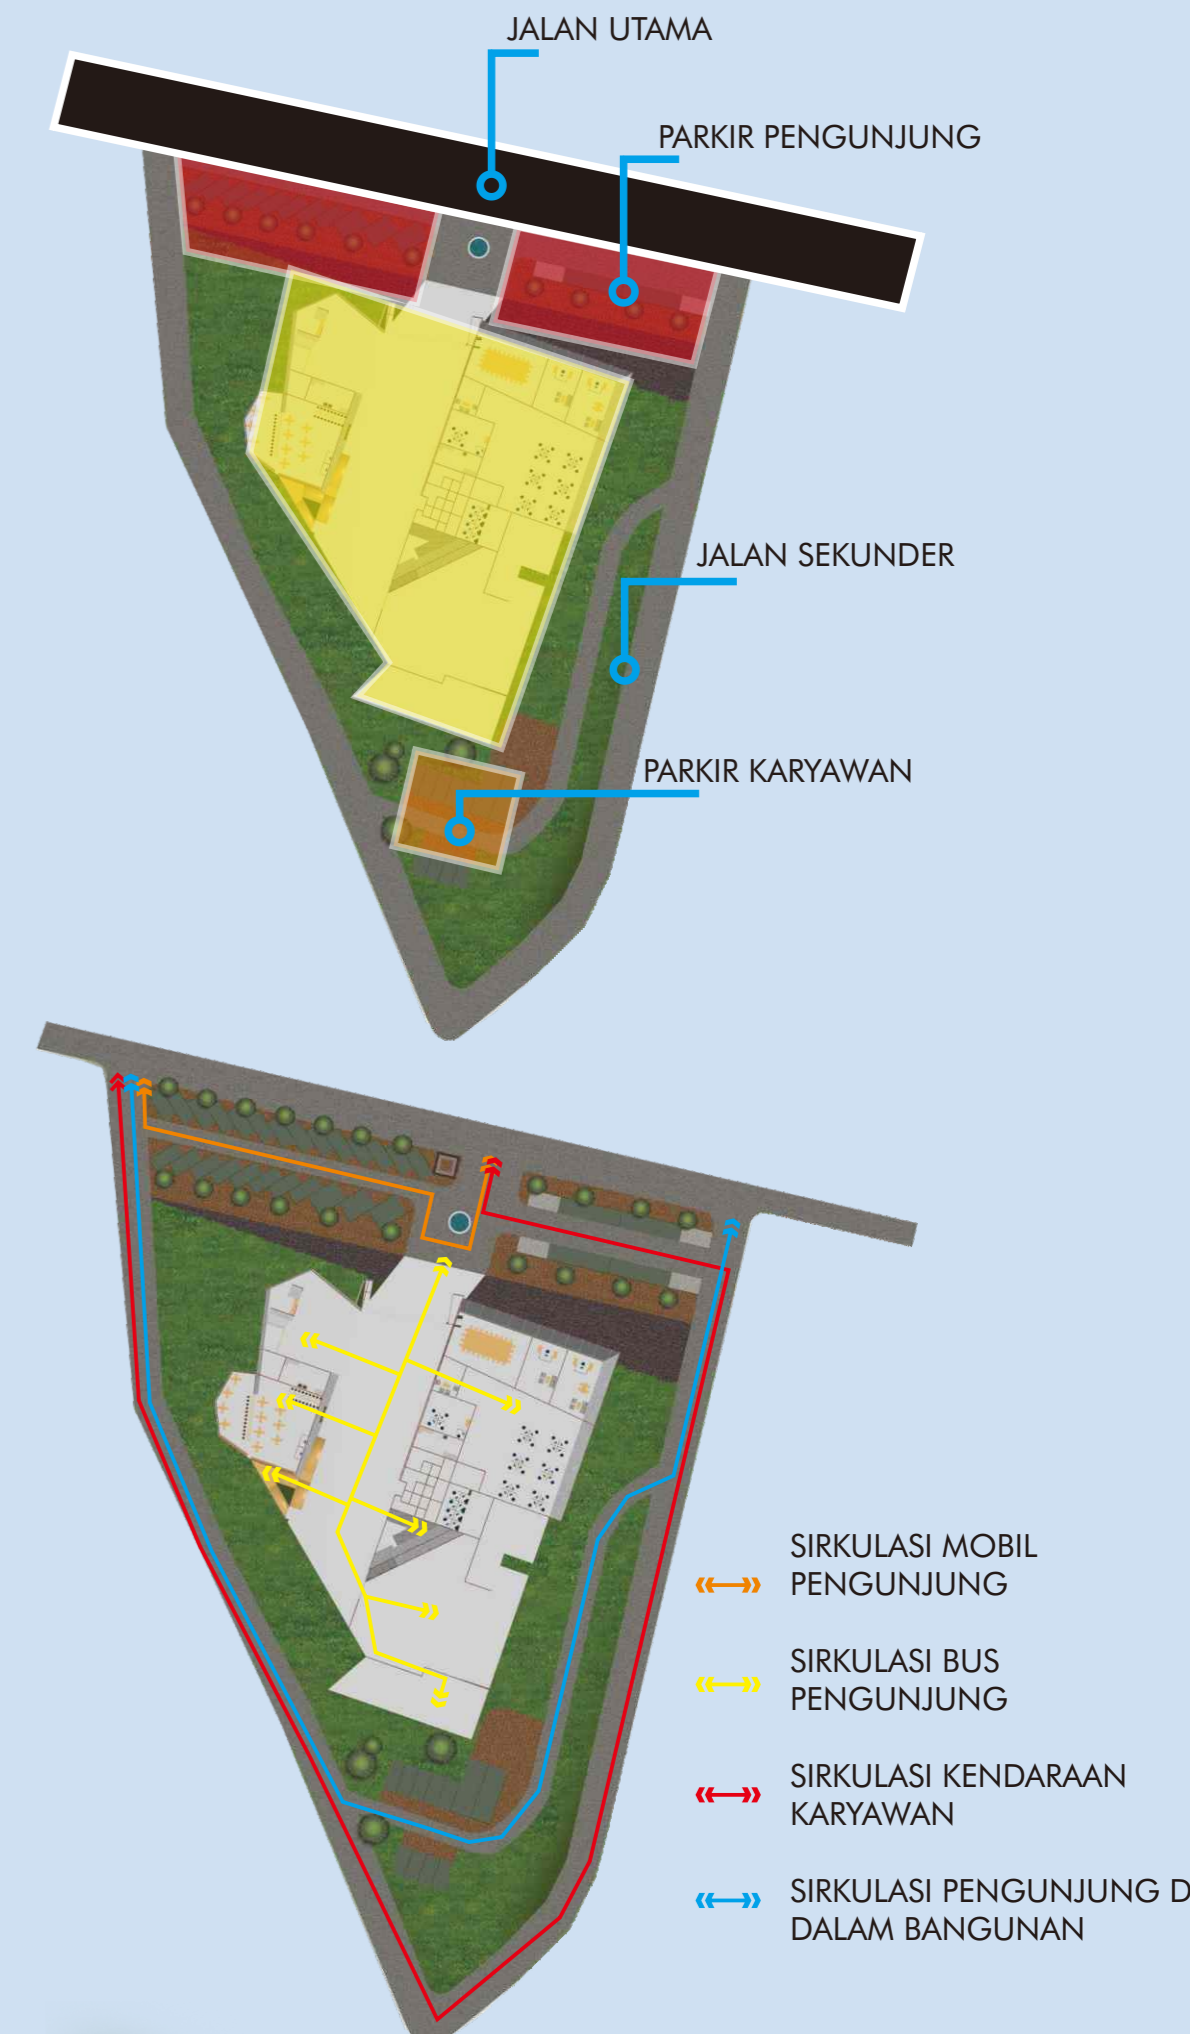 JALAN UTAMA
PARKIR PENGUNJUNG
JALAN SEKUNDER
PARKIR KARYAWAN
SIRKULASI MOBIL
PENGUNJUNG
SIRKULASI BUS
PENGUNJUNG
SIRKULASI KENDARAAN
KARYAWAN
SIRKULASI PENGUNJUNG D
DALAM BANGUNAN